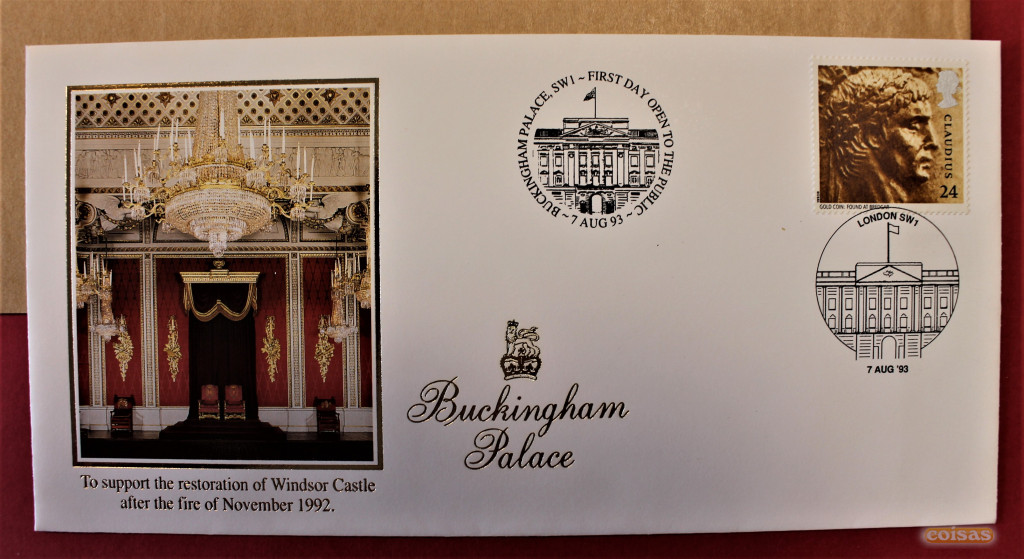 BUCKINGHAM PALACE, SW1 ~ FIRST DAY OPEN TO THE PUBLIC ~
7 AUG 93 ~
CLAUDIUS
24
GOLD COIN: FOUND AT BREDGAR
LONDON SW1
7 AUG '93
Buckingham
Palace
To support the restoration of Windsor Castle
after the fire of November 1992.
coisas